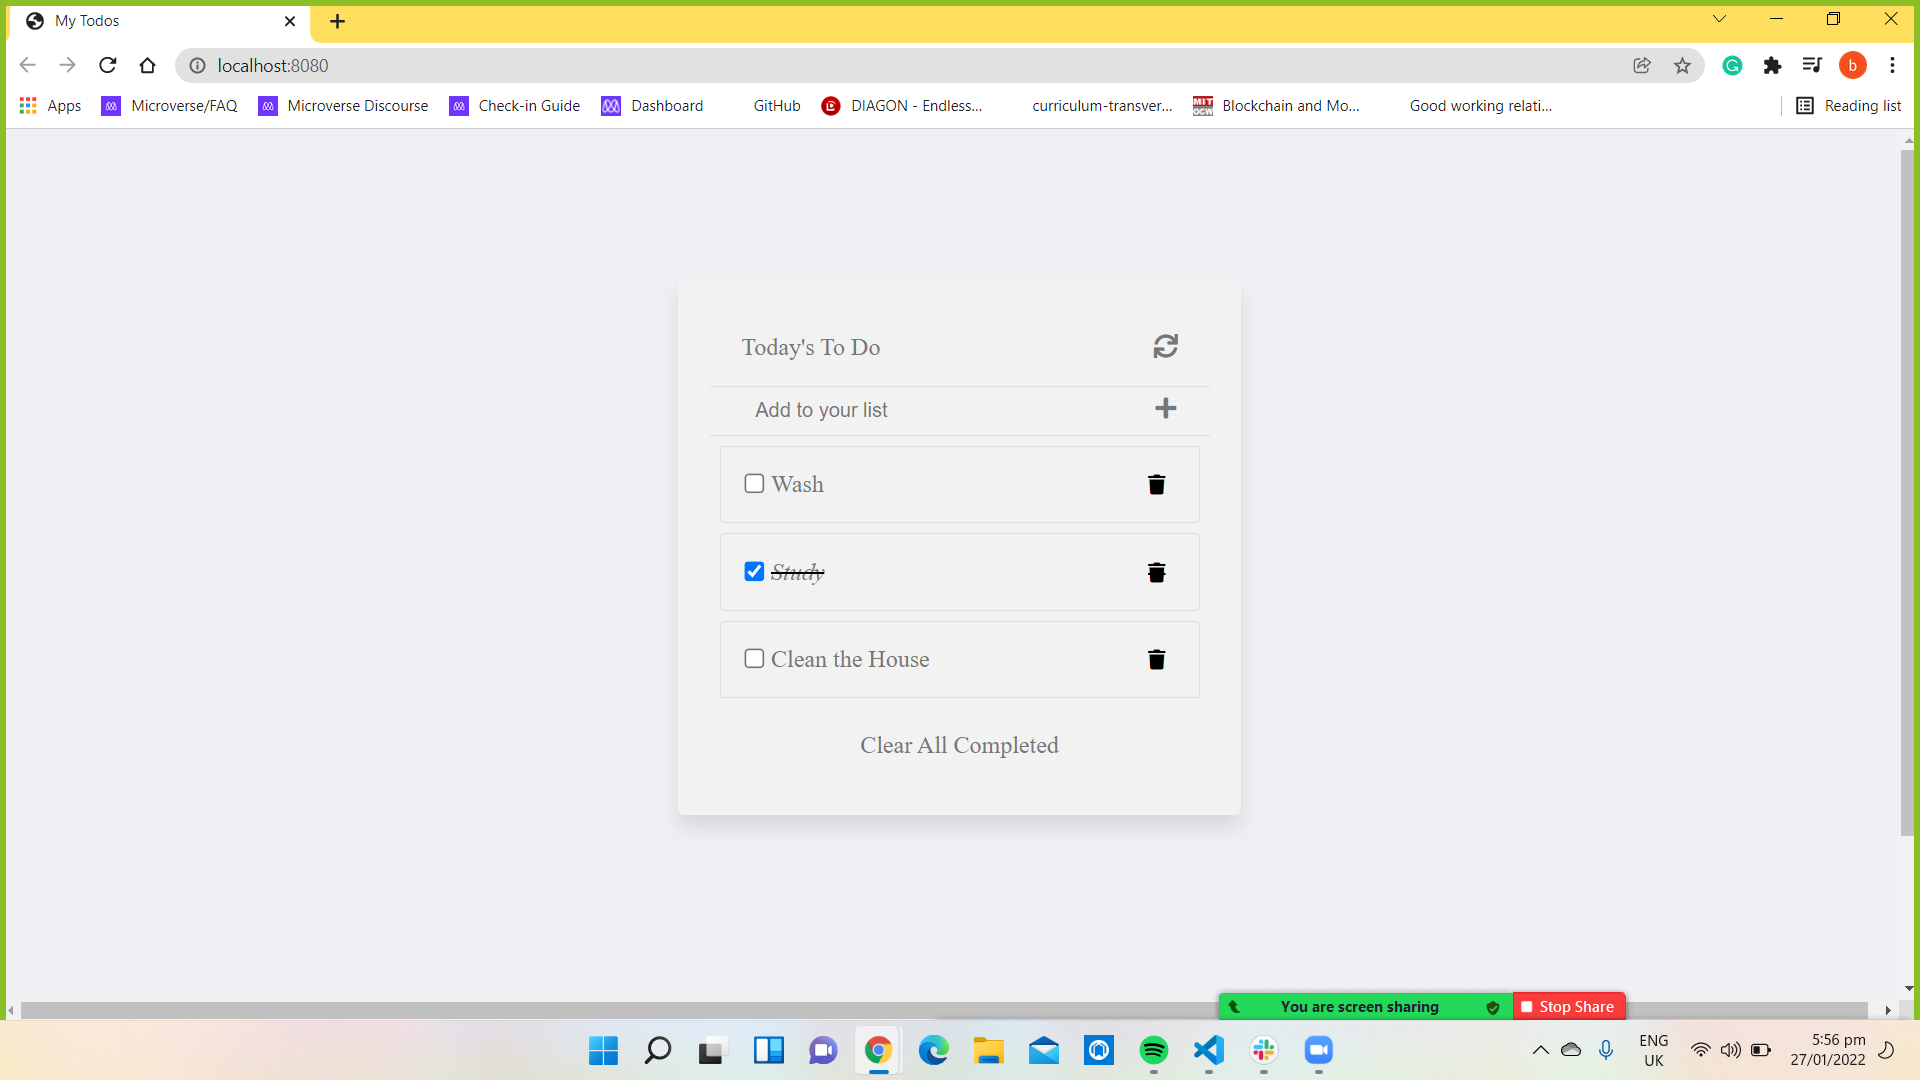 My Todos
localhost:8080
Apps Microverse/FAQ Microverse Discourse Check-in Guide Dashboard GitHub DIAGON - Endless... curriculum-transver... MIT OCW Blockchain and Mo... Good working relati... Reading list
Today's To Do
Add to your list
Wash
Study
Clean the House
Clear All Completed
You are screen sharing Stop Share
ENG 5:56 pm
UK 27/01/2022